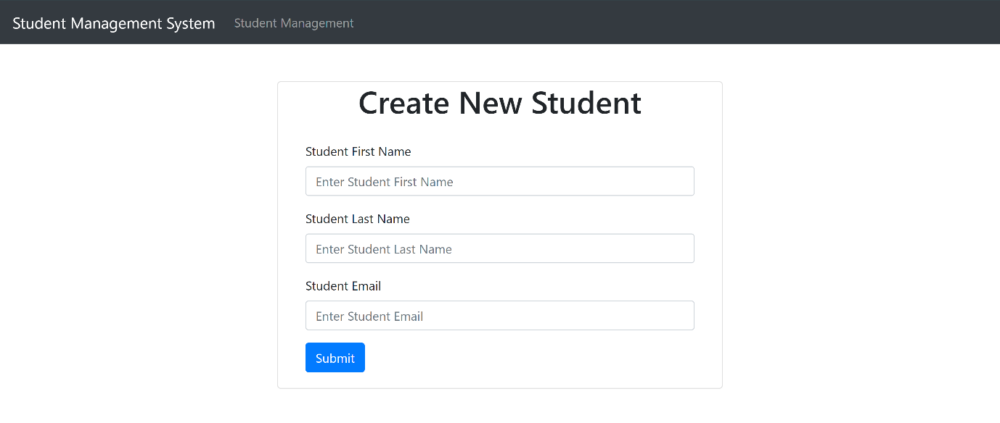 Student Management System Student Management
Create New Student
Student First Name
Enter Student First Name
Student Last Name
Enter Student Last Name
Student Email
Enter Student Email
Submit